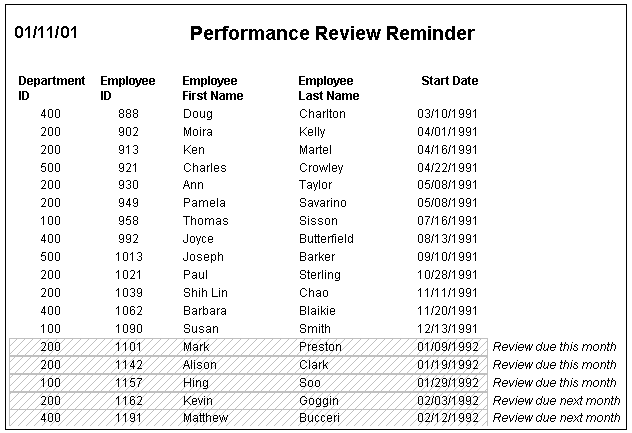 01/11/01 Performance Review Reminder
Department Employee Employee Employee Start Date
ID ID First Name Last Name
400 888 Doug Charlton 03/10/1991
200 902 Moira Kelly 04/01/1991
200 913 Ken Martel 04/16/1991
500 921 Charles Crowley 04/22/1991
200 930 Ann Taylor 05/08/1991
200 949 Pamela Savarino 05/08/1991
100 958 Thomas Sisson 07/16/1991
400 992 Joyce Butterfield 08/13/1991
500 1013 Joseph Barker 09/10/1991
200 1021 Paul Sterling 10/28/1991
200 1039 Shih Lin Chao 11/11/1991
400 1062 Barbara Blaikie 11/20/1991
100 1090 Susan Smith 12/13/1991
200 1101 Mark Preston 01/09/1992 Review due this month
200 1142 Alison Clark 01/19/1992 Review due this month
100 1157 Hing Soo 01/29/1992 Review due this month
200 1162 Kevin Goggin 02/03/1992 Review due next month
400 1191 Matthew Bucceri 02/12/1992 Review due next month